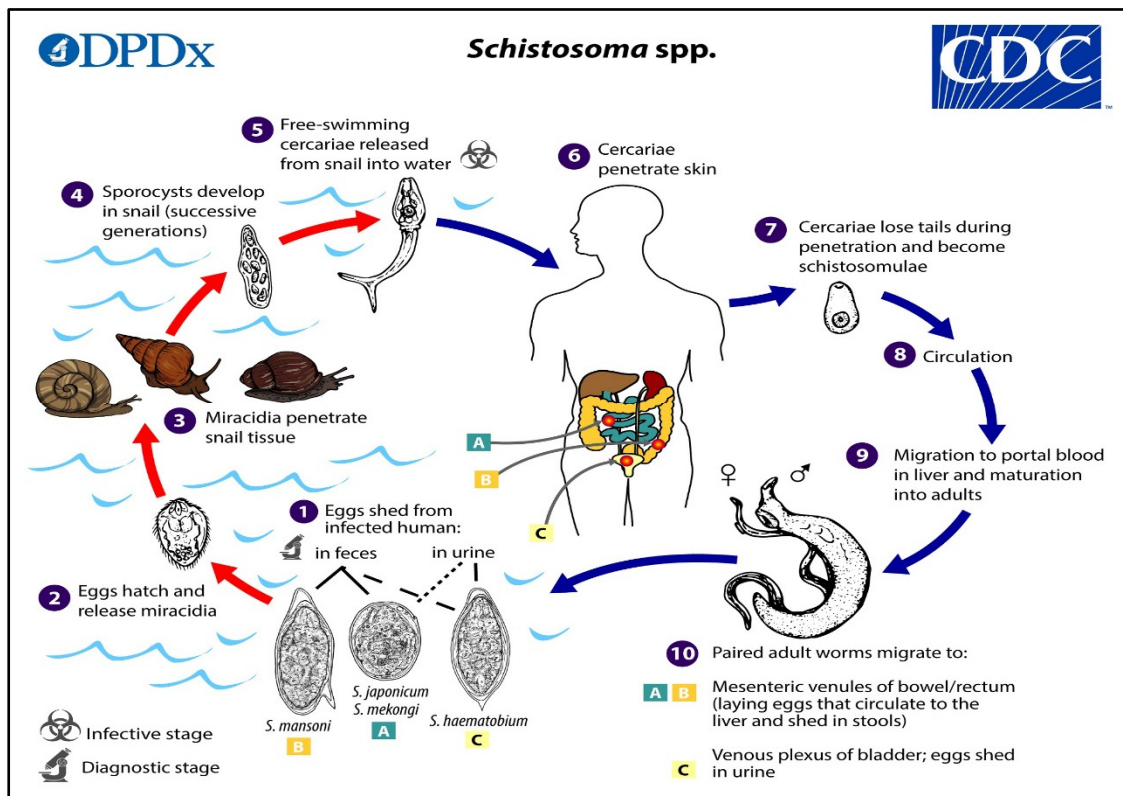 DPDx
Schistosoma spp.
CDC
TM
5 Free-swimming
cercariae released
from snail into water
6 Cercariae
penetrate skin
4 Sporocysts develop
in snail (successive
generations)
7 Cercariae lose tails during
penetration and become
schistosomulae
8 Circulation
3 Miracidia penetrate
snail tissue
A
B
C
9 Migration to portal blood
in liver and maturation
into adults
♀ ♂
1 Eggs shed from
infected human:
in feces
in urine
2 Eggs hatch and
release miracidia
S. mansoni
B
S. japonicum
S. mekongi
A
S. haematobium
C
10 Paired adult worms migrate to:
A B Mesenteric venules of bowel/rectum
(laying eggs that circulate to the
liver and shed in stools)
C Venous plexus of bladder; eggs shed
in urine
Infective stage
Diagnostic stage